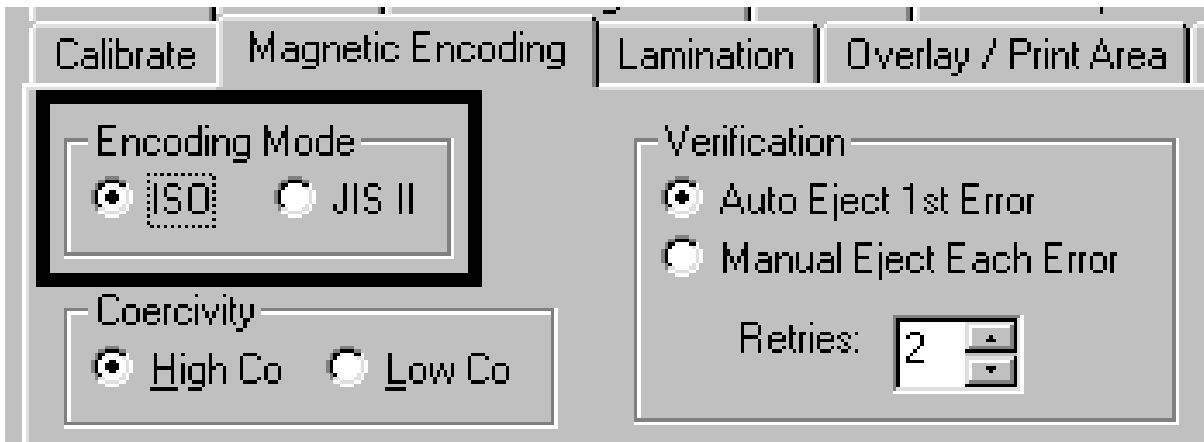 Calibrate Magnetic Encoding Lamination Overlay / Print Area
Encoding Mode
ISO JIS II
Coercivity
High Co Low Co
Verification
Auto Eject 1st Error
Manual Eject Each Error
Retries: 2